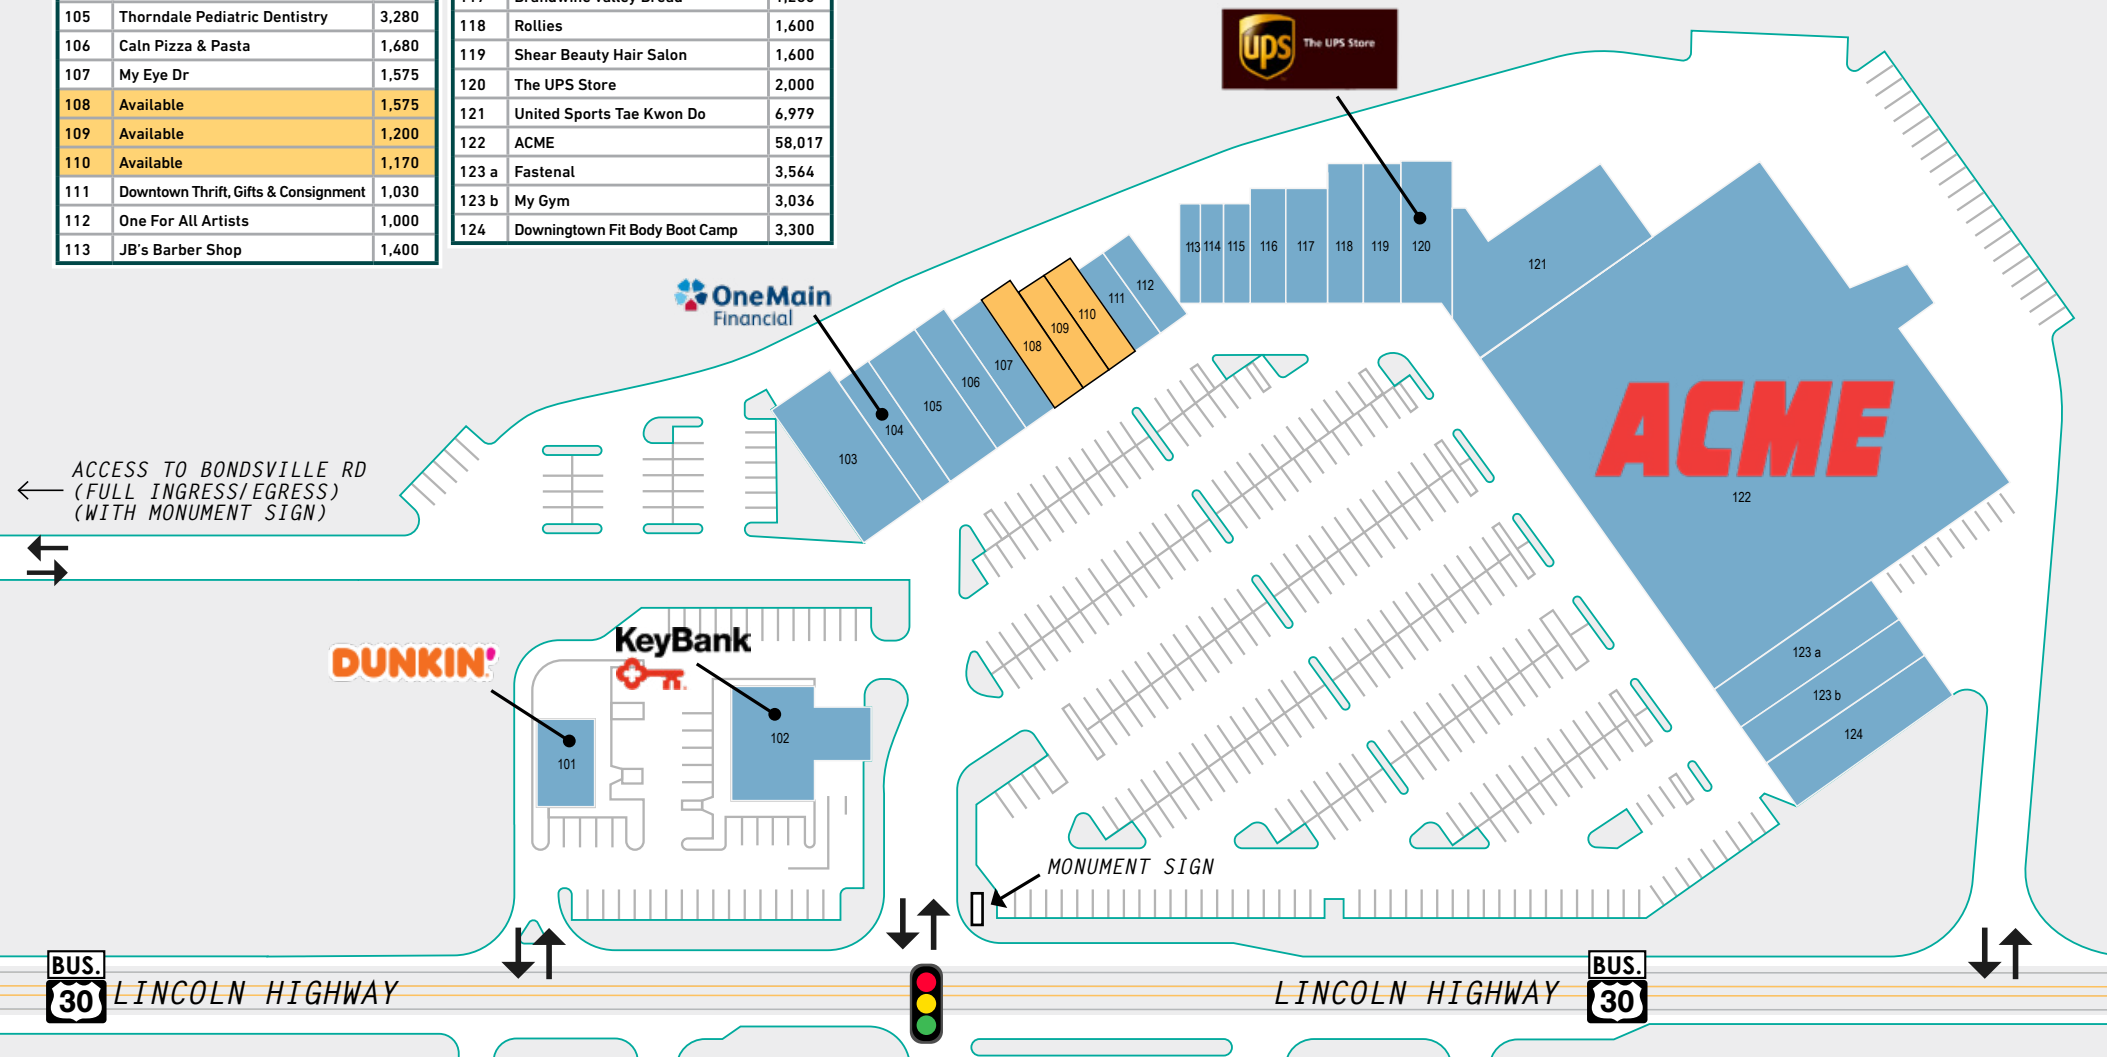 105 Thorndale Pediatric Dentistry 3,280
106 Caln Pizza & Pasta 1,680
107 My Eye Dr 1,575
108 Available 1,575
109 Available 1,200
110 Available 1,170
111 Downtown Thrift, Gifts & Consignment 1,030
112 One For All Artists 1,000
113 JB's Barber Shop 1,400
118 Rollies 1,600
119 Shear Beauty Hair Salon 1,600
120 The UPS Store 2,000
121 United Sports Tae Kwon Do 6,979
122 ACME 58,017
123 a Fastenal 3,564
123 b My Gym 3,036
124 Downingtown Fit Body Boot Camp 3,300
ups The UPS Store
OneMain
Financial
113 114 115 116 117 118 119 120
121
112
111
110
109
108
107
106
105
104
103
ACME
122
123 a
123 b
124
ACCESS TO BONDSVILLE RD
(FULL INGRESS/EGRESS)
(WITH MONUMENT SIGN)
DUNKIN'
KeyBank
101
102
MONUMENT SIGN
BUS.
30
LINCOLN HIGHWAY
LINCOLN HIGHWAY
BUS.
30